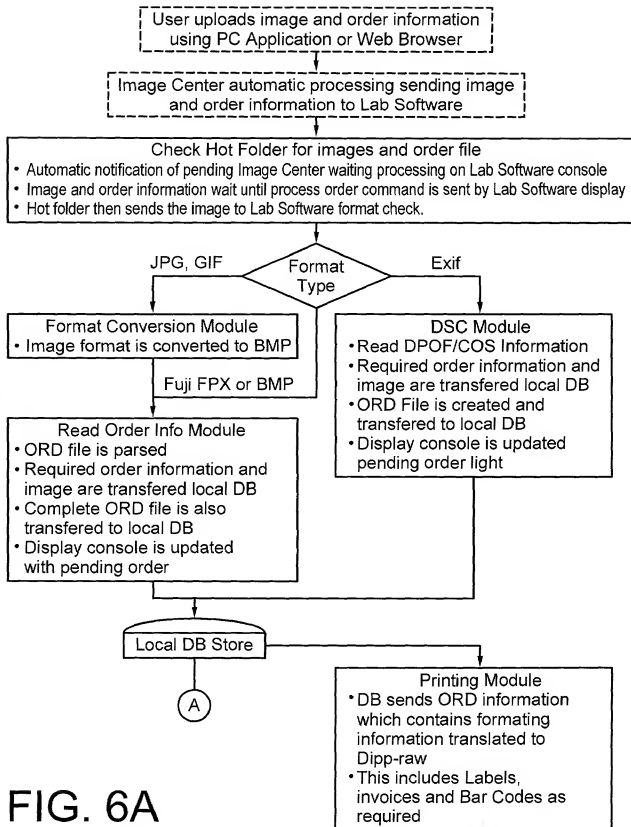 User uploads image and order information
using PC Application or Web Browser
Image Center automatic processing sending image
and order information to Lab Software
Check Hot Folder for images and order file
• Automatic notification of pending Image Center waiting processing on Lab Software console
• Image and order information wait until process order command is sent by Lab Software display
• Hot folder then sends the image to Lab Software format check.
JPG, GIF
Format
Type
Exif
Format Conversion Module
• Image format is converted to BMP
Fuji FPX or BMP
DSC Module
• Read DPOF/COS Information
• Required order information and
image are transfered local DB
• ORD File is created and
transfered to local DB
• Display console is updated
pending order light
Read Order Info Module
• ORD file is parsed
• Required order information and
image are transfered local DB
• Complete ORD file is also
transfered to local DB
• Display console is updated
with pending order
Local DB Store
A
Printing Module
• DB sends ORD information
which contains formating
information translated to
Dipp-raw
• This includes Labels,
invoices and Bar Codes as
required
FIG. 6A